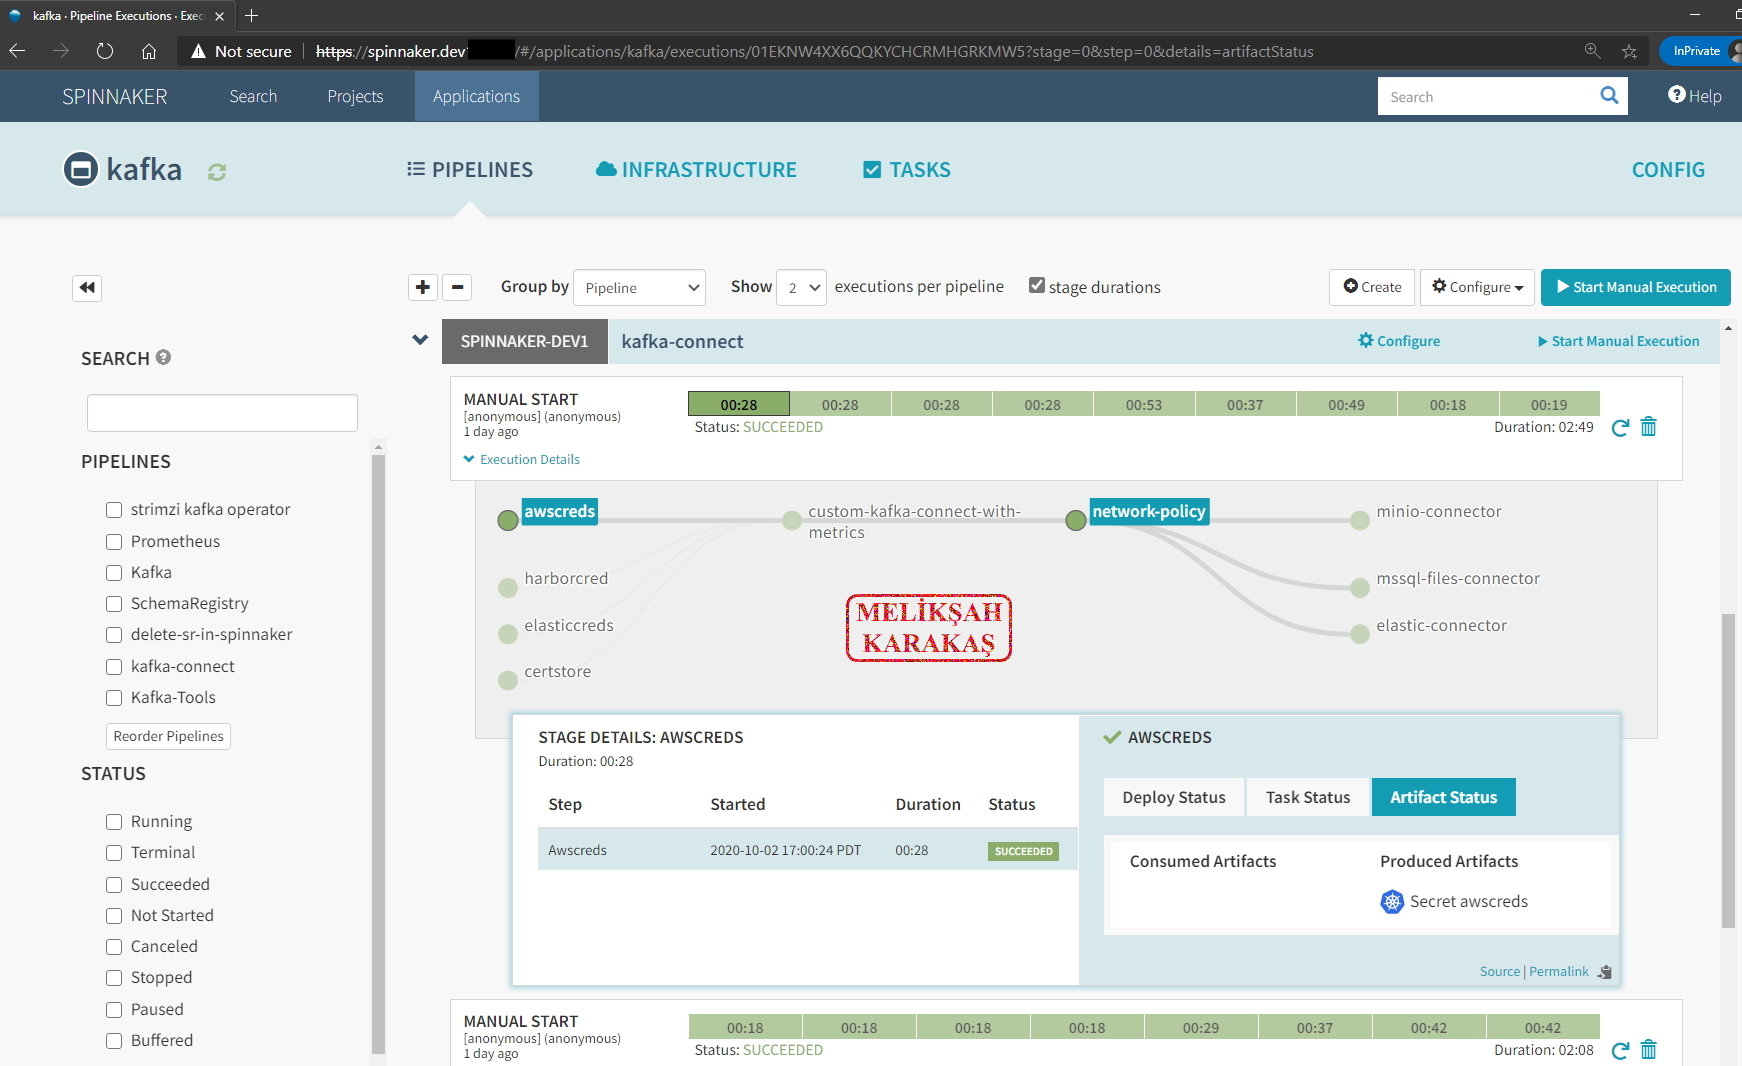 kafka · Pipeline Executions · Exec
Not secure
https://spinnaker.dev
/#/applications/kafka/executions/01EKNW4XX6QQKYCHCRMHGRKMW5?stage=0&step=0&details=artifactStatus
InPrivate
SPINNAKER
Search
Projects
Applications
Search
Help
kafka
PIPELINES
INFRASTRUCTURE
TASKS
CONFIG
Group by
Pipeline
Show
2
executions per pipeline
stage durations
Create
Configure
Start Manual Execution
SEARCH
PIPELINES
strimzi kafka operator
Prometheus
Kafka
SchemaRegistry
delete-sr-in-spinnaker
kafka-connect
Kafka-Tools
Reorder Pipelines
STATUS
Running
Terminal
Succeeded
Not Started
Canceled
Stopped
Paused
Buffered
SPINNAKER-DEV1
kafka-connect
Configure
Start Manual Execution
MANUAL START
[anonymous] (anonymous)
1 day ago
00:28
00:28
00:28
00:28
00:53
00:37
00:49
00:18
00:19
Status: SUCCEEDED
Duration: 02:49
Execution Details
awscreds
custom-kafka-connect-with-
metrics
network-policy
minio-connector
harborcred
mssql-files-connector
elasticcreds
elastic-connector
certstore
MELİKŞAH
KARAKAŞ
STAGE DETAILS: AWSCREDS
Duration: 00:28
Step
Started
Duration
Status
Awscreds
2020-10-02 17:00:24 PDT
00:28
SUCCEEDED
AWSCREDS
Deploy Status
Task Status
Artifact Status
Consumed Artifacts
Produced Artifacts
Secret awscreds
Source | Permalink
MANUAL START
[anonymous] (anonymous)
1 day ago
00:18
00:18
00:18
00:18
00:29
00:37
00:42
00:42
Status: SUCCEEDED
Duration: 02:08